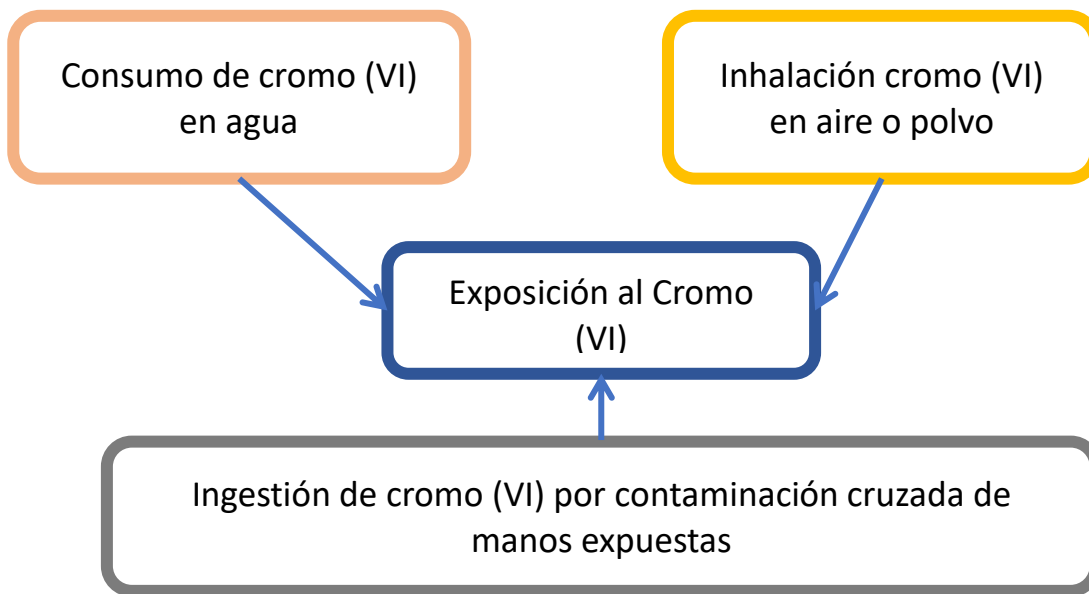 Consumo de cromo (VI)
en agua
Inhalación cromo (VI)
en aire o polvo
Exposición al Cromo
(VI)
Ingestión de cromo (VI) por contaminación cruzada de
manos expuestas